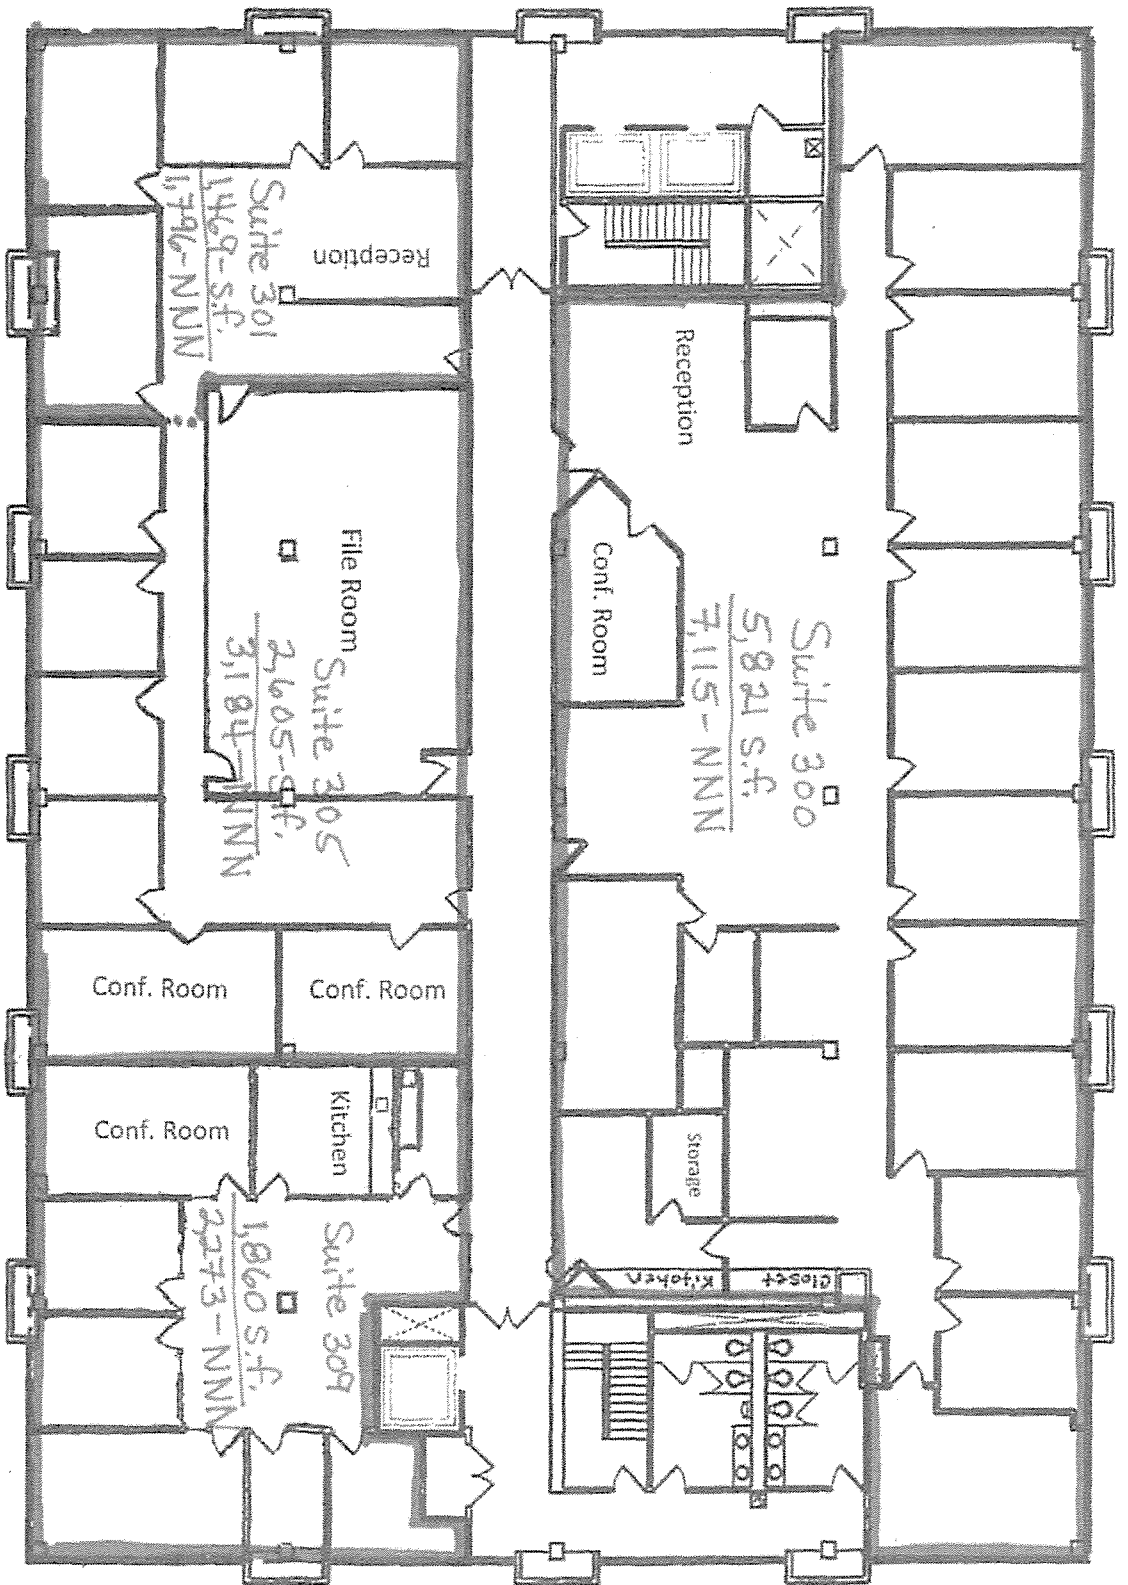 Suite 301
1,469-S.f.
1,796-NNN
Reception
Reception
File Room
Conf. Room
Suite 300
5,821 S.f.
7,115-NNN
Suite 305
2,605-S.f.
3,184-NNN
Conf. Room
Conf. Room
Conf. Room
Kitchen
Storage
Suite 309
1,860 S.f.
2,273-NNN
Kitchen
Closet